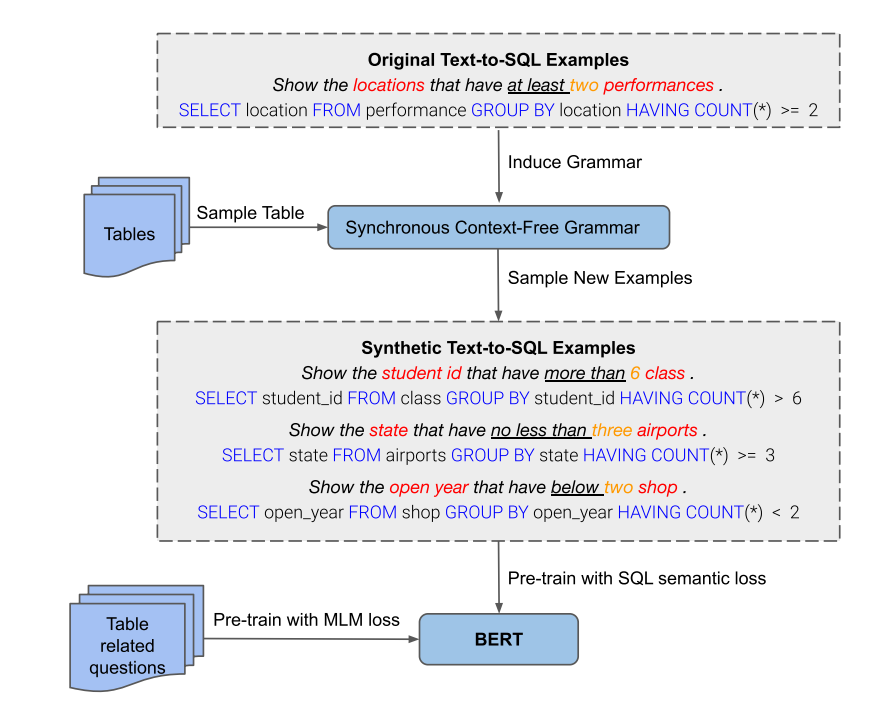 Original Text-to-SQL Examples
Show the locations that have at least two performances .
SELECT location FROM performance GROUP BY location HAVING COUNT(*) >= 2
Induce Grammar
Sample Table
Tables
Synchronous Context-Free Grammar
Sample New Examples
Synthetic Text-to-SQL Examples
Show the student id that have more than 6 class .
SELECT student_id FROM class GROUP BY student_id HAVING COUNT(*) > 6
Show the state that have no less than three airports .
SELECT state FROM airports GROUP BY state HAVING COUNT(*) >= 3
Show the open year that have below two shop .
SELECT open_year FROM shop GROUP BY open_year HAVING COUNT(*) < 2
Pre-train with SQL semantic loss
Pre-train with MLM loss
Table
related
questions
BERT